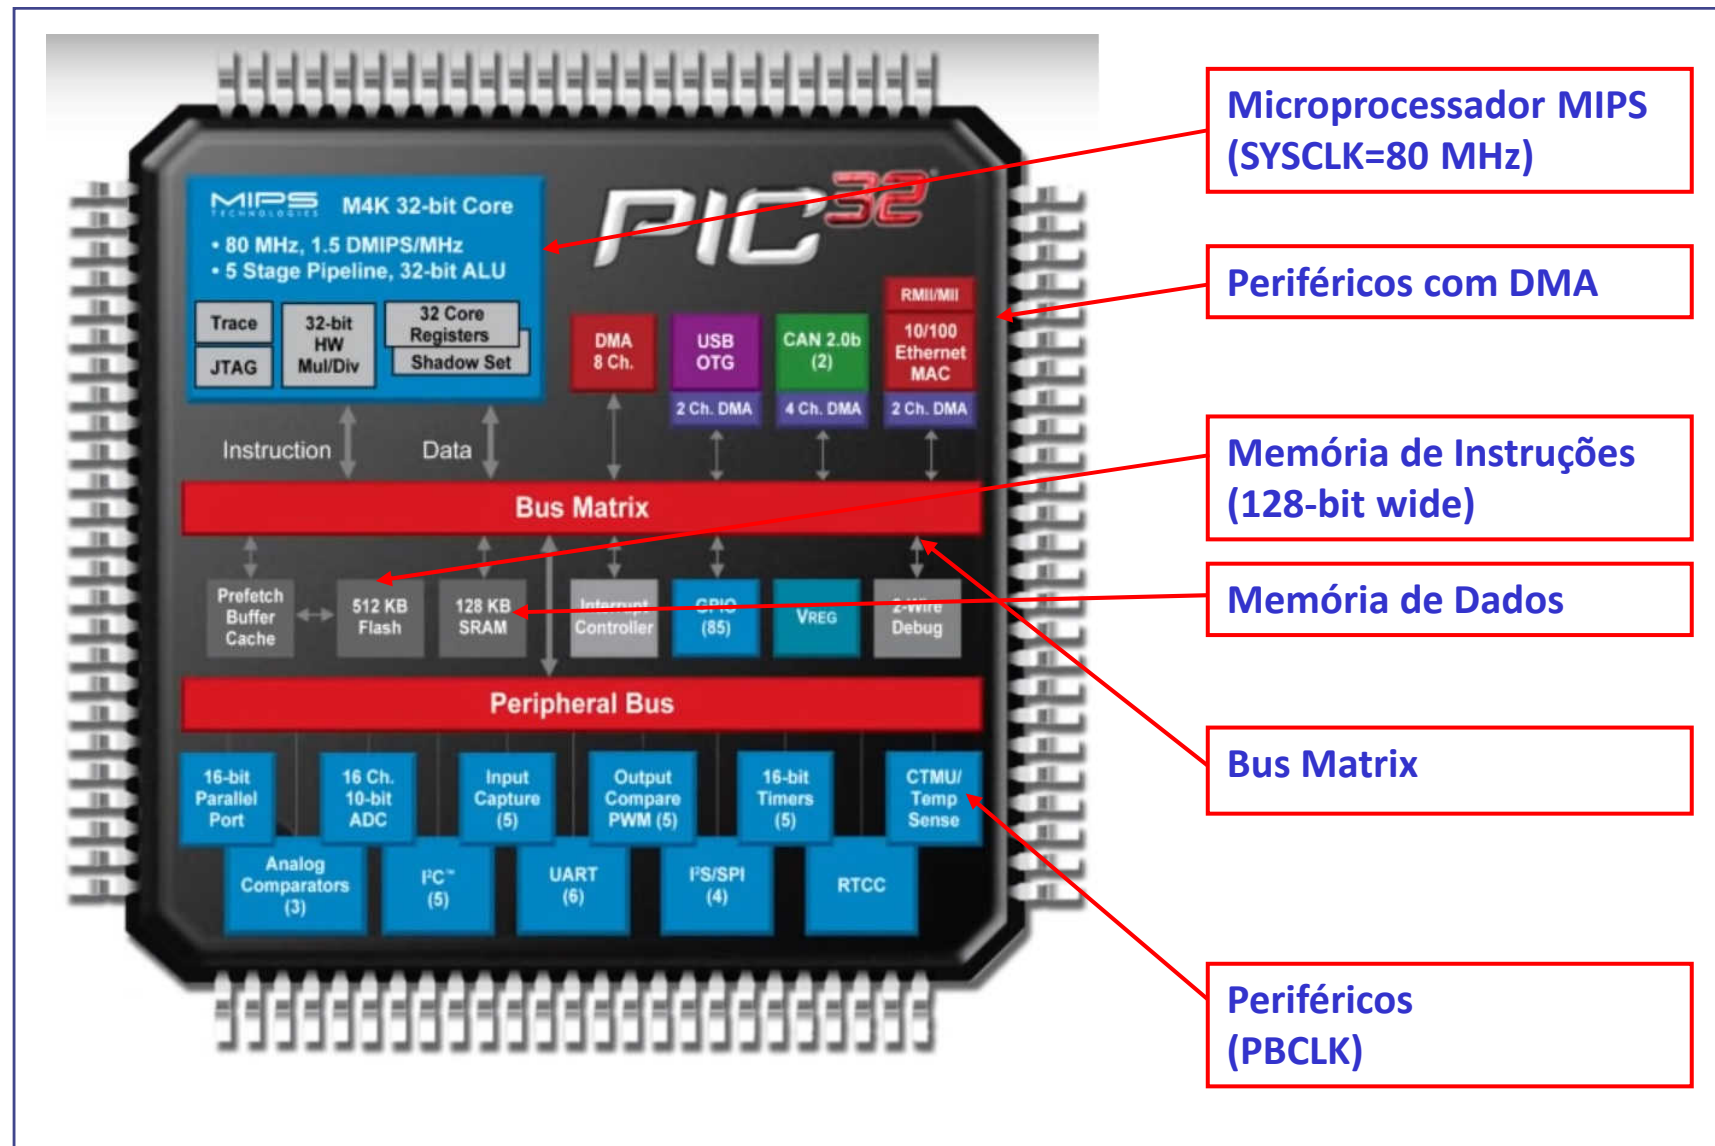 MIPS
TECHNOLOGIES
M4K 32-bit Core
• 80 MHz, 1.5 DMIPS/MHz
• 5 Stage Pipeline, 32-bit ALU
Trace
JTAG
32-bit
HW
Mul/Div
32 Core
Registers
Shadow Set
PIC32®
DMA
8 Ch.
USB
OTG
2 Ch. DMA
CAN 2.0b
(2)
4 Ch. DMA
RMII/MII
10/100
Ethernet
MAC
2 Ch. DMA
Instruction
Data
Bus Matrix
Prefetch
Buffer
Cache
512 KB
Flash
128 KB
SRAM
Interrupt
Controller
GPIO
(85)
VREG
2-Wire
Debug
Peripheral Bus
16-bit
Parallel
Port
16 Ch.
10-bit
ADC
Input
Capture
(5)
Output
Compare
PWM (5)
16-bit
Timers
(5)
CTMU/
Temp
Sense
Analog
Comparators
(3)
I²C™
(5)
UART
(6)
I²S/SPI
(4)
RTCC
Microprocessador MIPS
(SYSCLK=80 MHz)
Periféricos com DMA
Memória de Instruções
(128-bit wide)
Memória de Dados
Bus Matrix
Periféricos
(PBCLK)